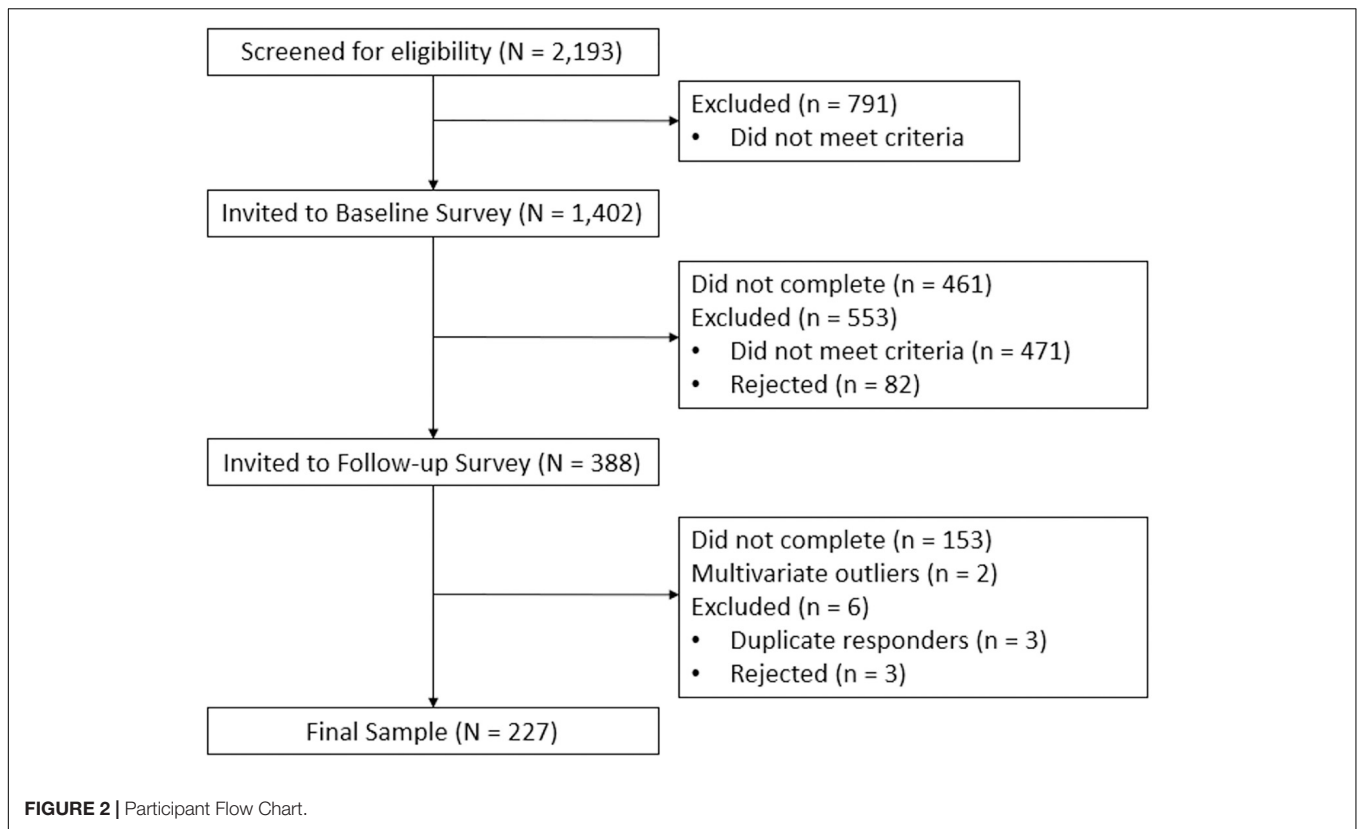 Screened for eligibility (N = 2,193)
Excluded (n = 791)
• Did not meet criteria
Invited to Baseline Survey (N = 1,402)
Did not complete (n = 461)
Excluded (n = 553)
• Did not meet criteria (n = 471)
• Rejected (n = 82)
Invited to Follow-up Survey (N = 388)
Did not complete (n = 153)
Multivariate outliers (n = 2)
Excluded (n = 6)
• Duplicate responders (n = 3)
• Rejected (n = 3)
Final Sample (N = 227)
FIGURE 2 | Participant Flow Chart.